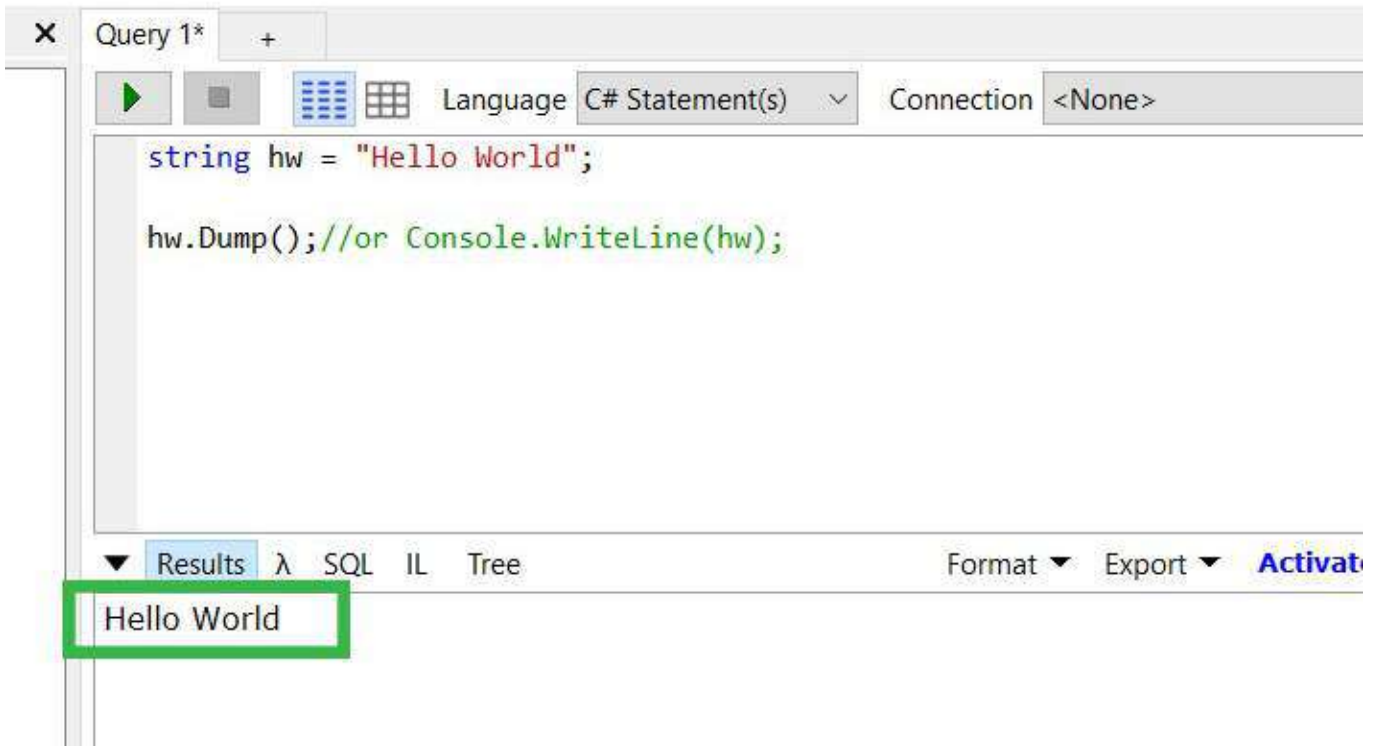 Query 1* +
Language C# Statement(s) Connection <None>
string hw = "Hello World";
hw.Dump();//or Console.WriteLine(hw);
Results λ SQL IL Tree Format Export
Hello World